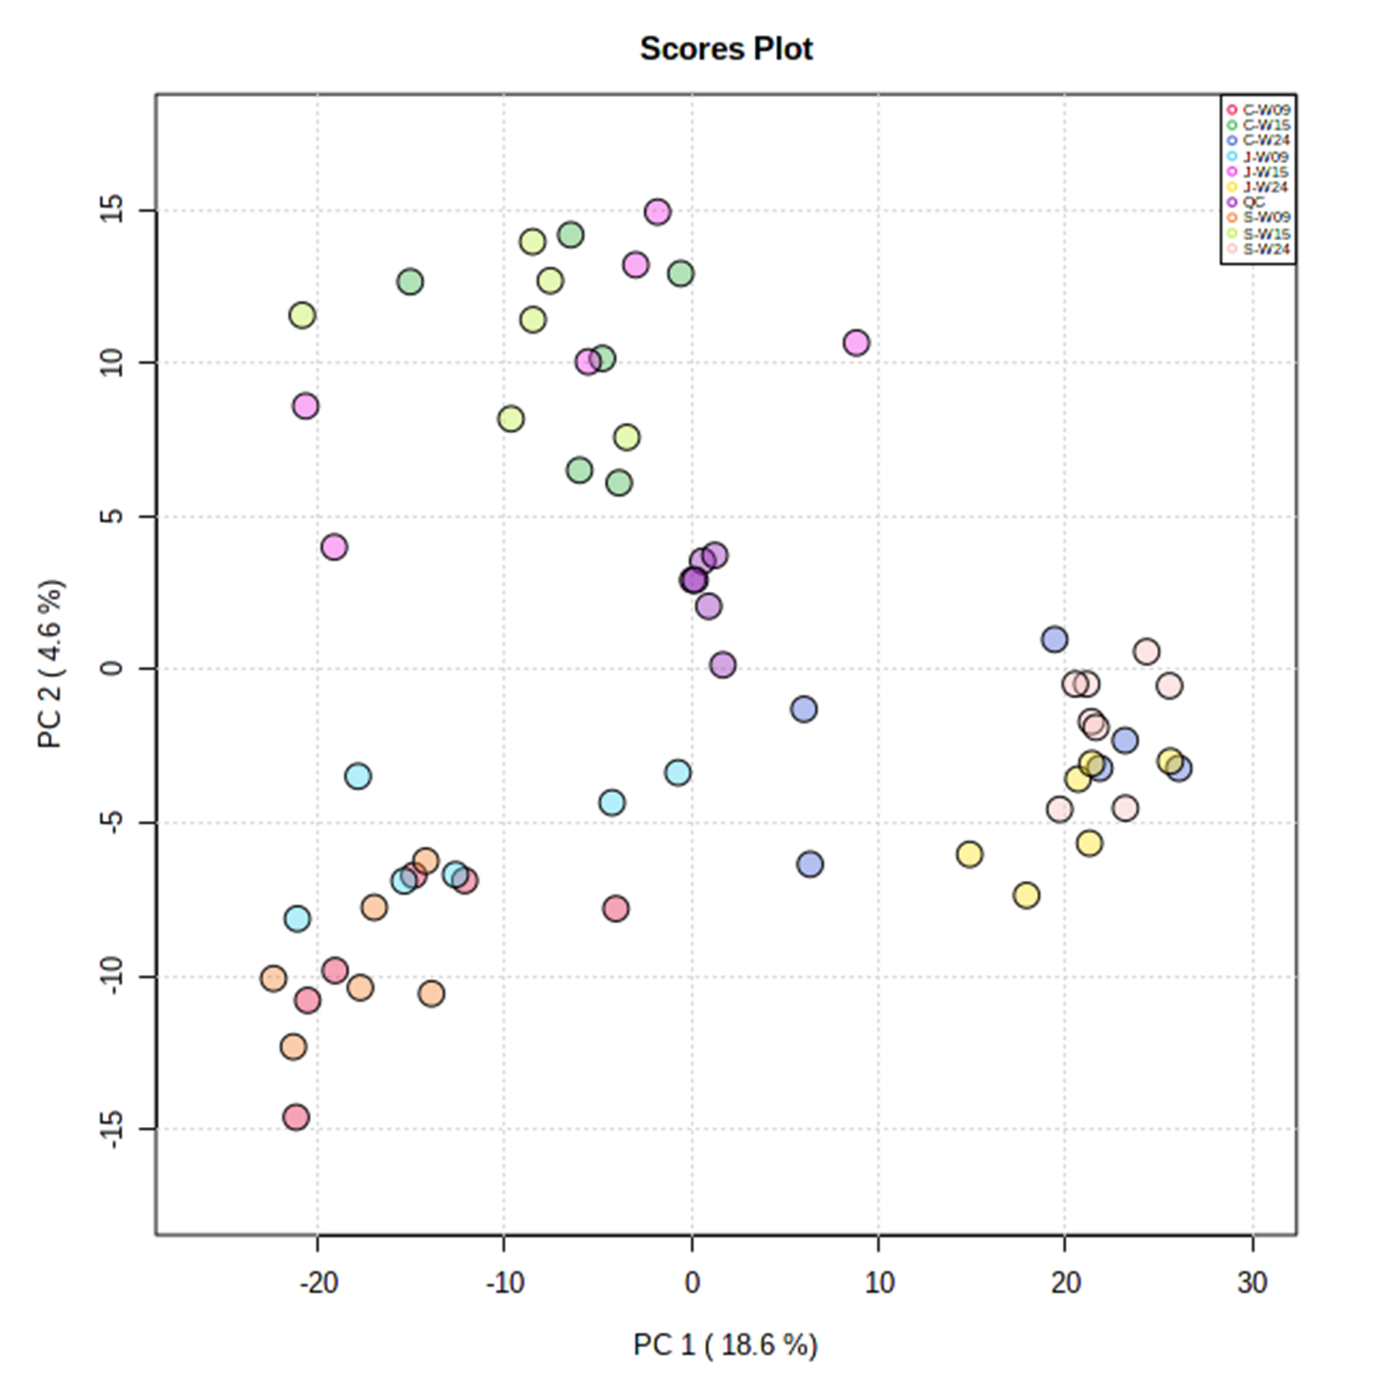 Scores Plot
C-W09
C-W15
C-W24
J-W09
J-W15
J-W24
QC
S-W09
S-W15
S-W24
15
10
5
0
-5
-10
-15
PC 2 ( 4.6 %)
-20 -10 0 10 20 30
PC 1 ( 18.6 %)